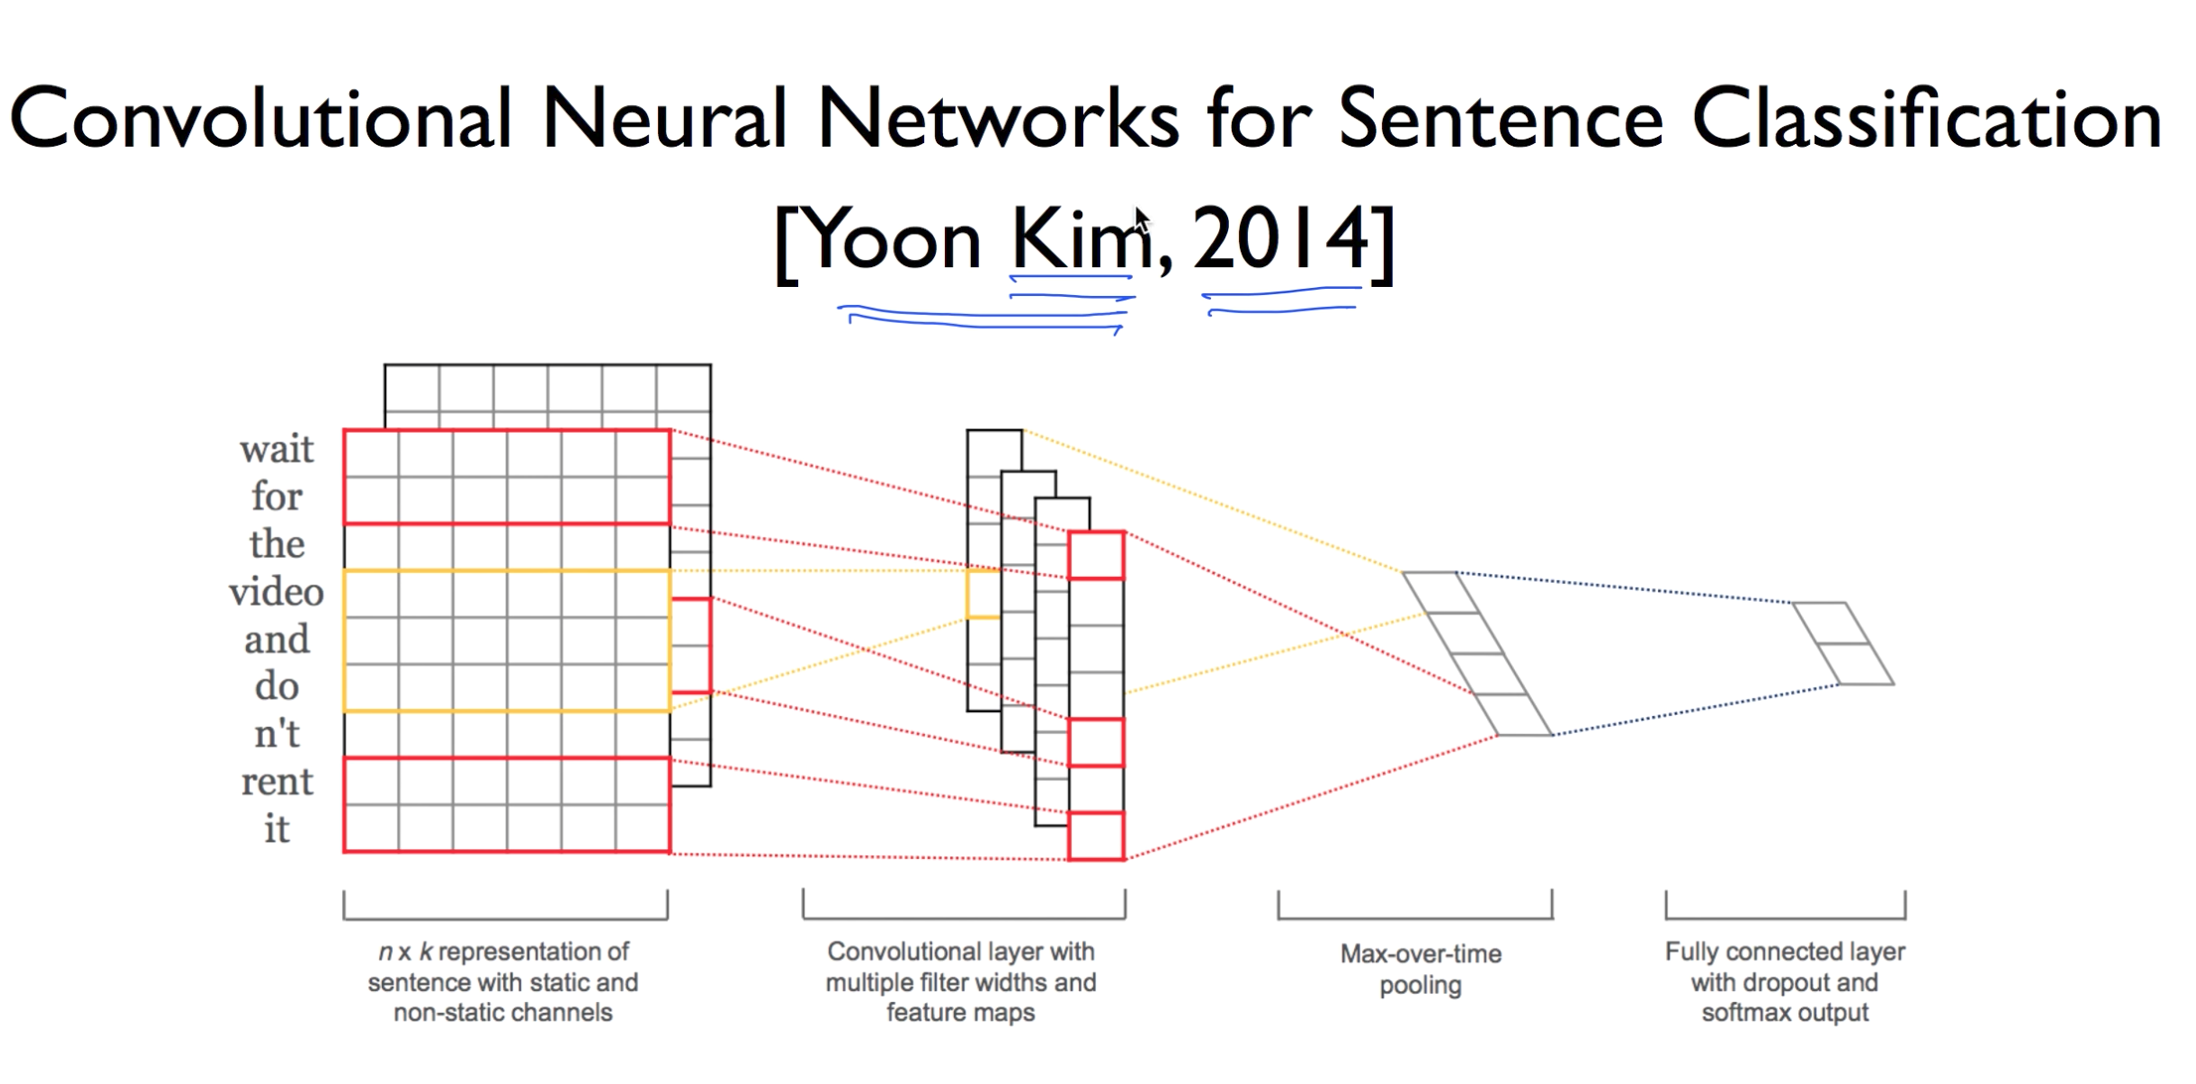 Convolutional Neural Networks for Sentence Classification
[Yoon Kim, 2014]
wait
for
the
video
and
do
n't
rent
it
n x k representation of
sentence with static and
non-static channels
Convolutional layer with
multiple filter widths and
feature maps
Max-over-time
pooling
Fully connected layer
with dropout and
softmax output